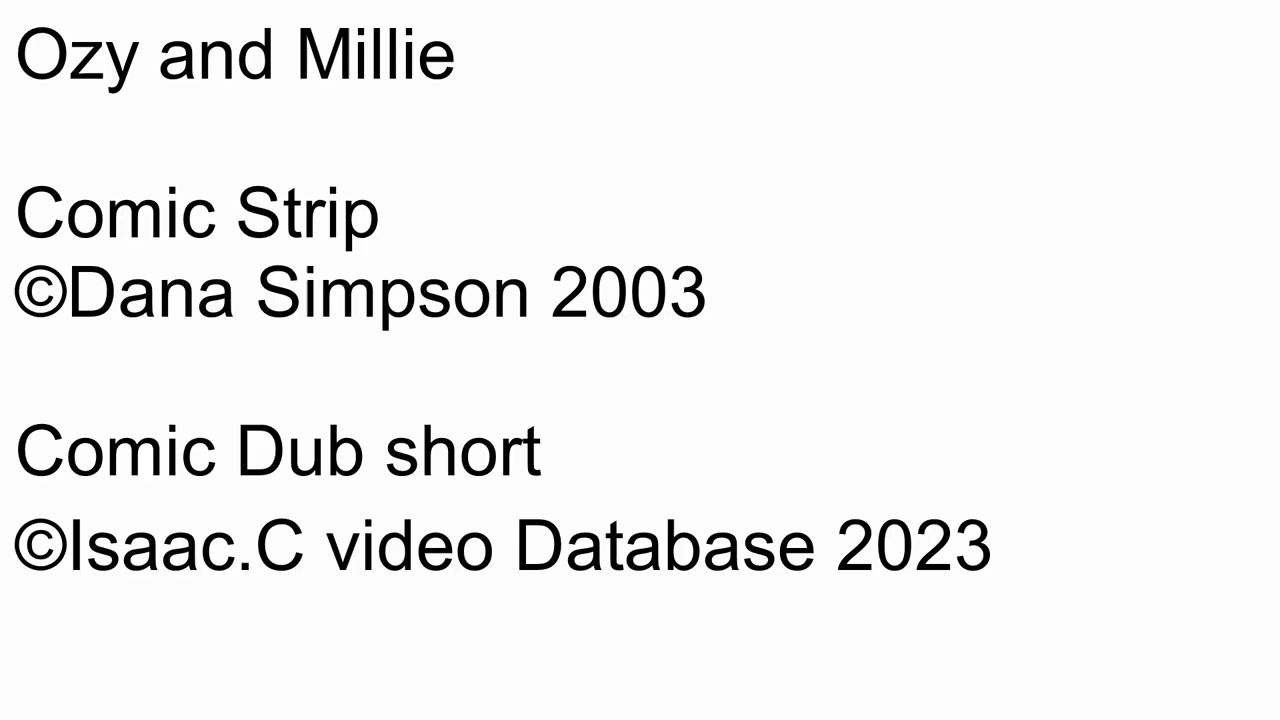 Ozy and Millie
Comic Strip
©Dana Simpson 2003
Comic Dub short
©Isaac.C video Database 2023